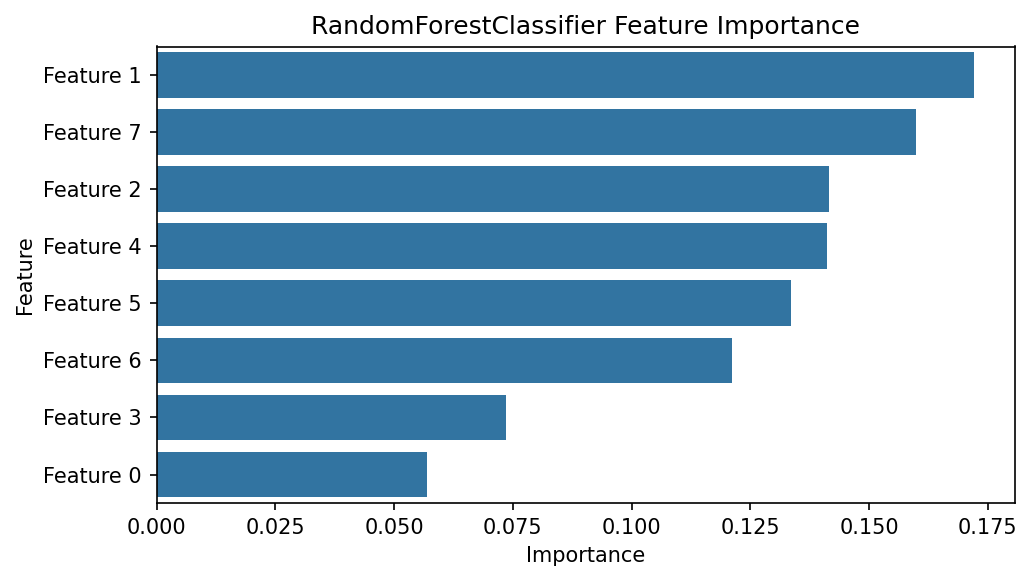 RandomForestClassifier Feature Importance
Feature 1
Feature 7
Feature 2
Feature 4
Feature 5
Feature 6
Feature 3
Feature 0
Feature
0.000 0.025 0.050 0.075 0.100 0.125 0.150 0.175
Importance